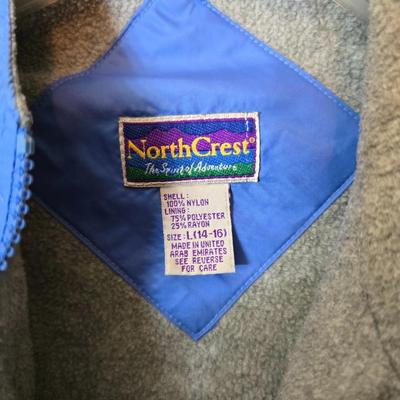 NorthCrest®
The Spirit of Adventure
SHELL:
100% NYLON
LINING:
75% POLYESTER
25% RAYON
SIZE: L(14-16)
MADE IN UNITED
ARAB EMIRATES
SEE REVERSE
FOR CARE